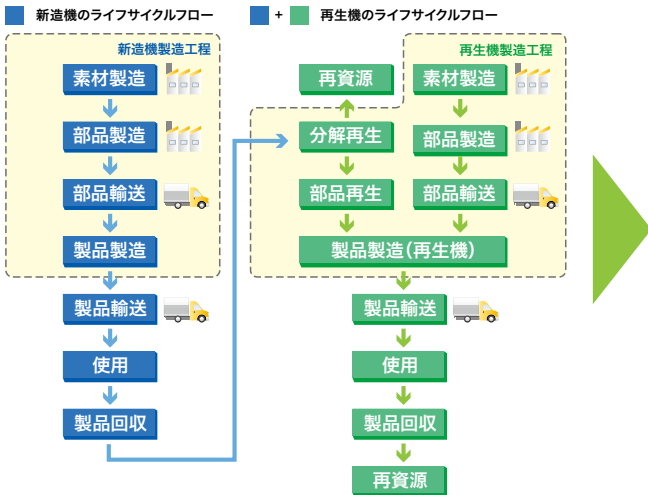 新造機のライフサイクルフロー
新造機製造工程
素材製造
部品製造
部品輸送
製品製造
製品輸送
使用
製品回収
+ 再生機のライフサイクルフロー
再生機製造工程
再資源
素材製造
分解再生
部品製造
部品再生
部品輸送
製品製造(再生機)
製品輸送
使用
製品回収
再資源